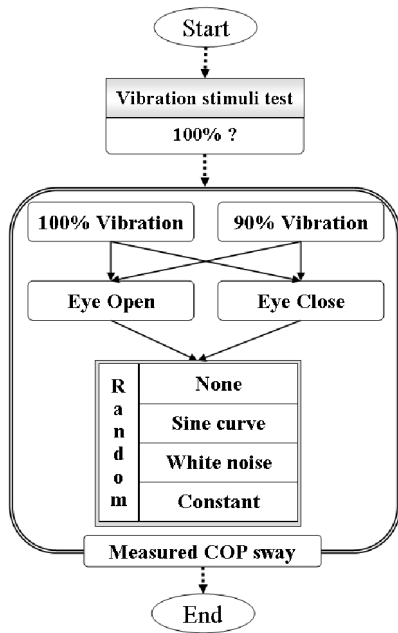 Start
Vibration stimuli test
100% ?
100% Vibration
90% Vibration
Eye Open
Eye Close
Random
None
Sine curve
White noise
Constant
Measured COP sway
End